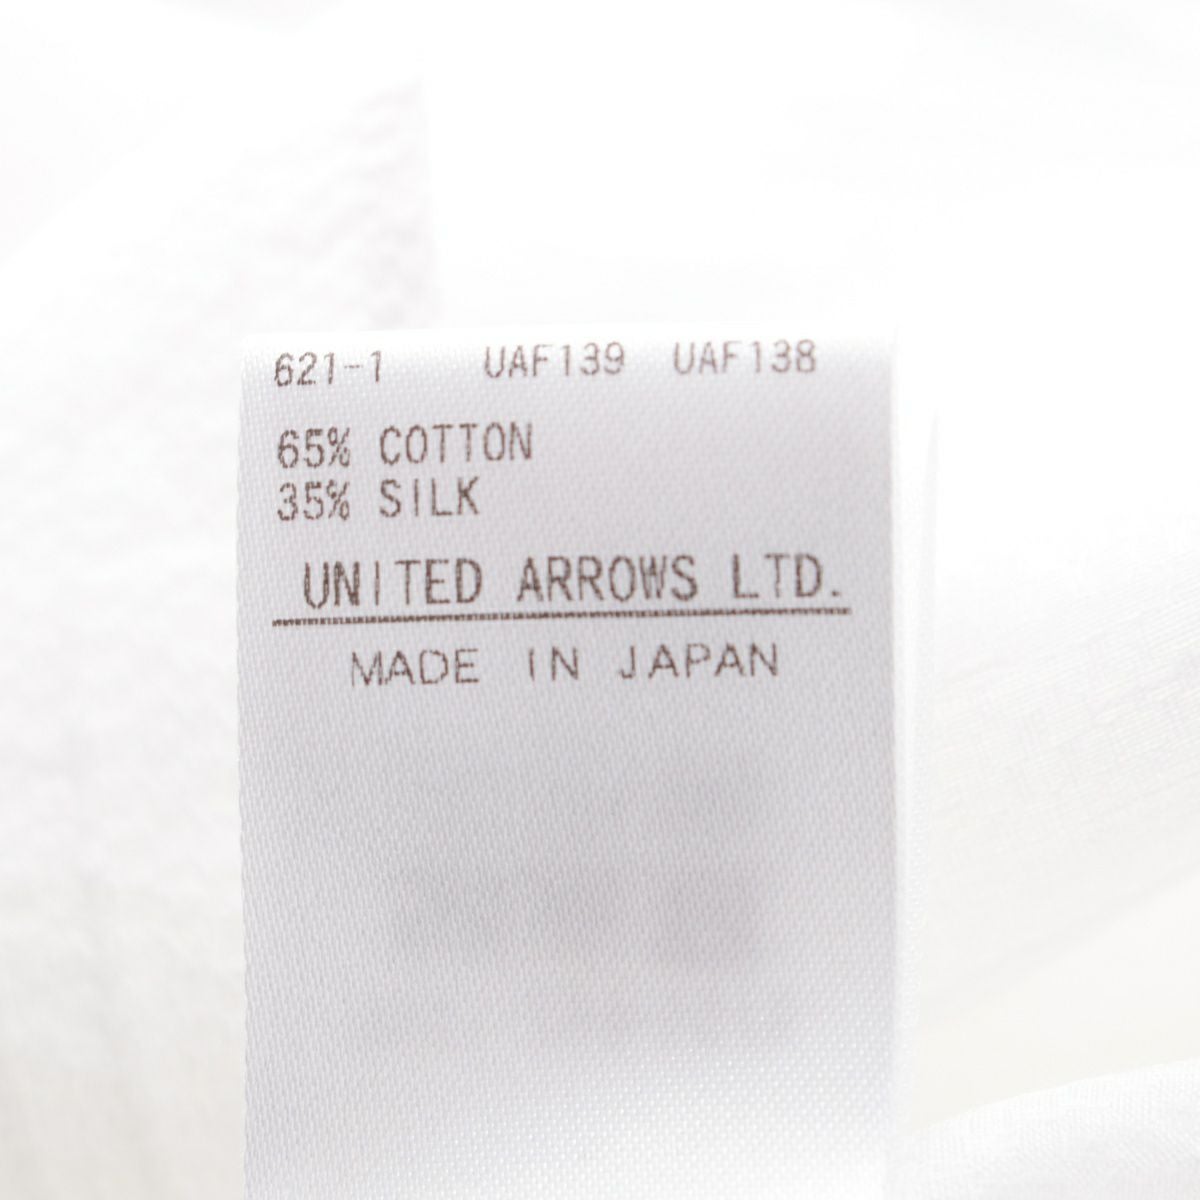 621-1 UAF139 UAF138
65% COTTON
35% SILK
UNITED ARROWS LTD.
MADE IN JAPAN